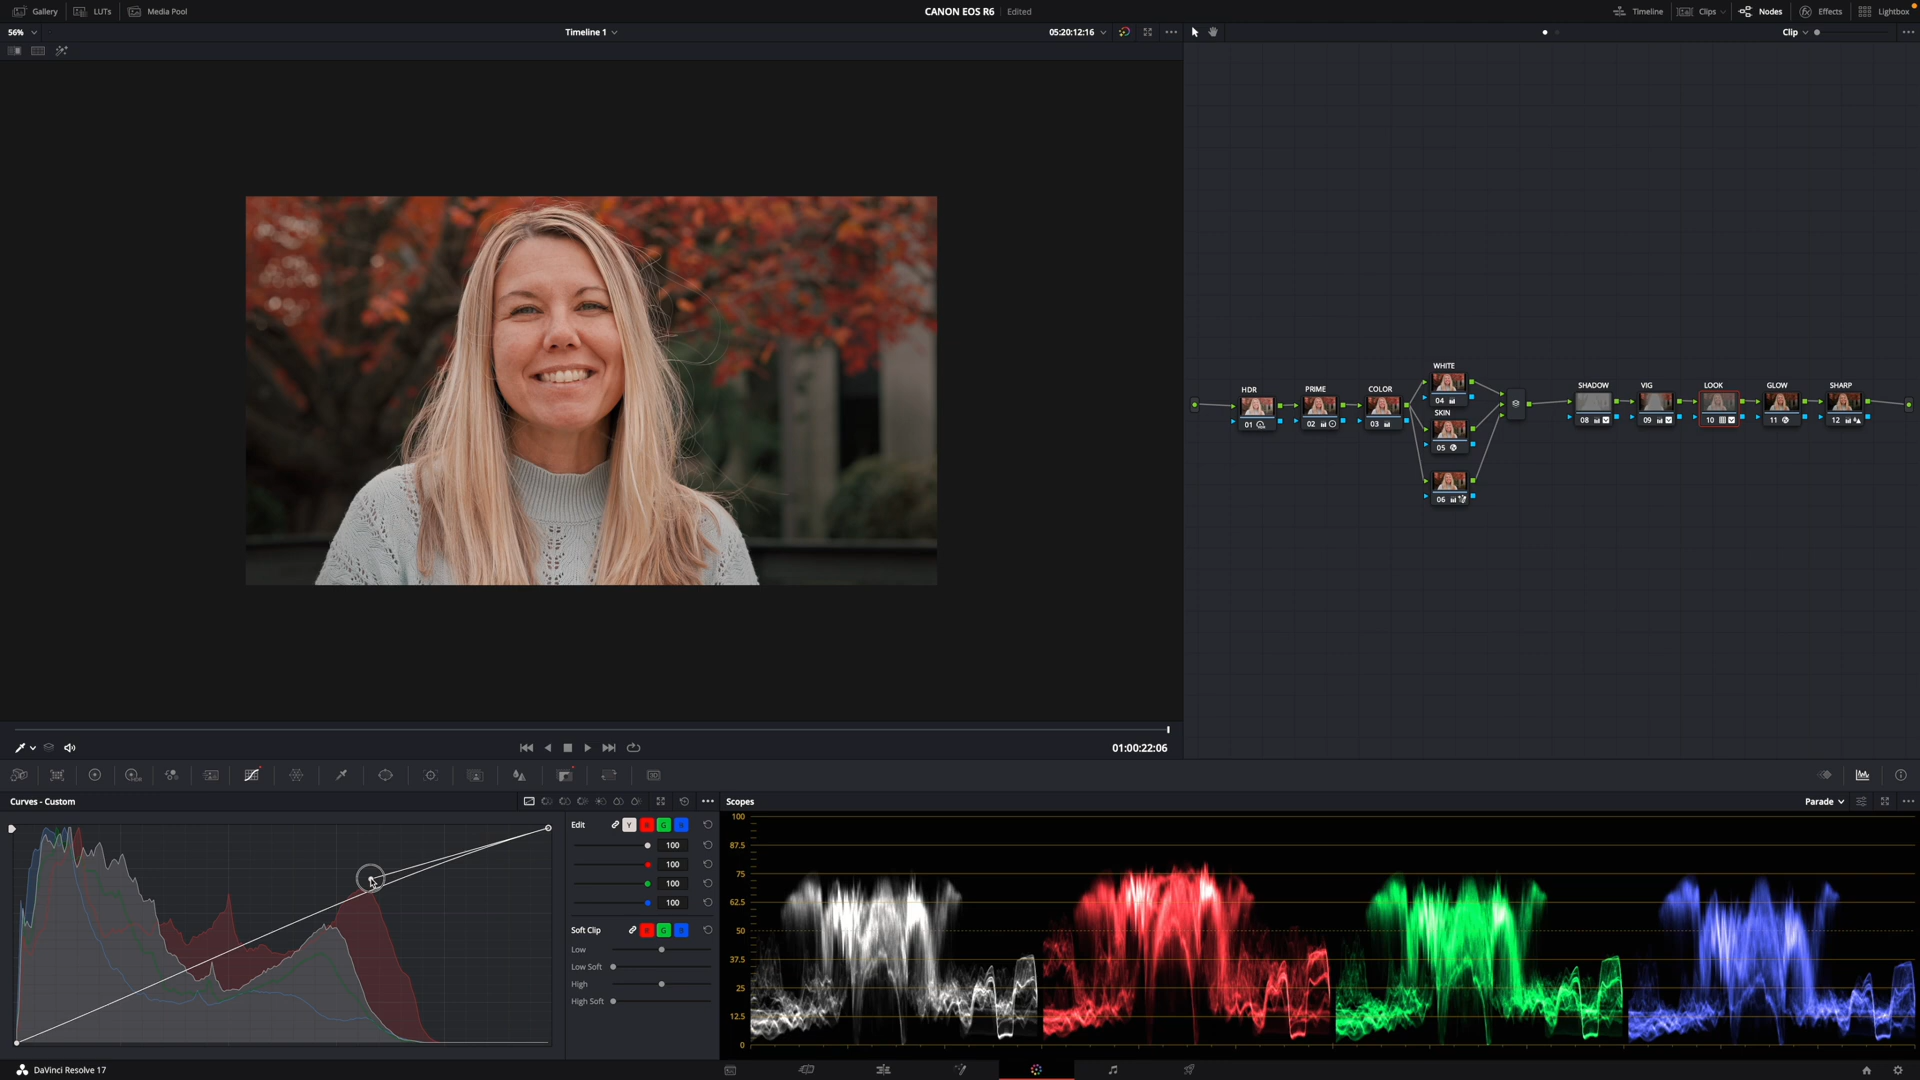 Gallery LUTs Media Pool CANON EOS R6 Edited Timeline Clips Nodes Effects Lightbox
56% Timeline 1 05:20:12:16 Clip
WHITE
HDR PRIME COLOR 04 SHADOW VIG LOOK GLOW SHARP
SKIN
01 02 03 08 09 10 11 12
05
06
01:00:22:06
Curves - Custom Scopes Parade
Edit Y R G B 100
100 87.5
100 75
100 62.5
100 50
Soft Clip R G B
Low 37.5
Low Soft
High 25
High Soft
12.5
0
DaVinci Resolve 17